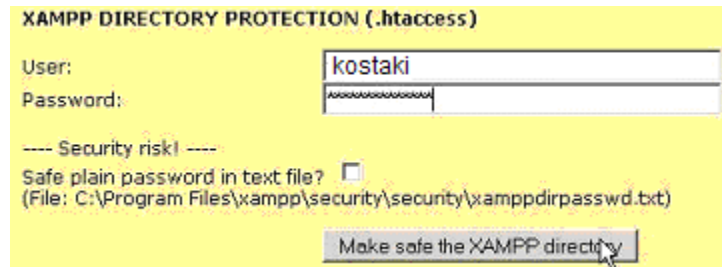 XAMPP DIRECTORY PROTECTION (.htaccess)
User: kostaki
Password: *************
---- Security risk! ----
Safe plain password in text file?
(File: C:\Program Files\xampp\security\security\xamppdirpasswd.txt)
Make safe the XAMPP directory